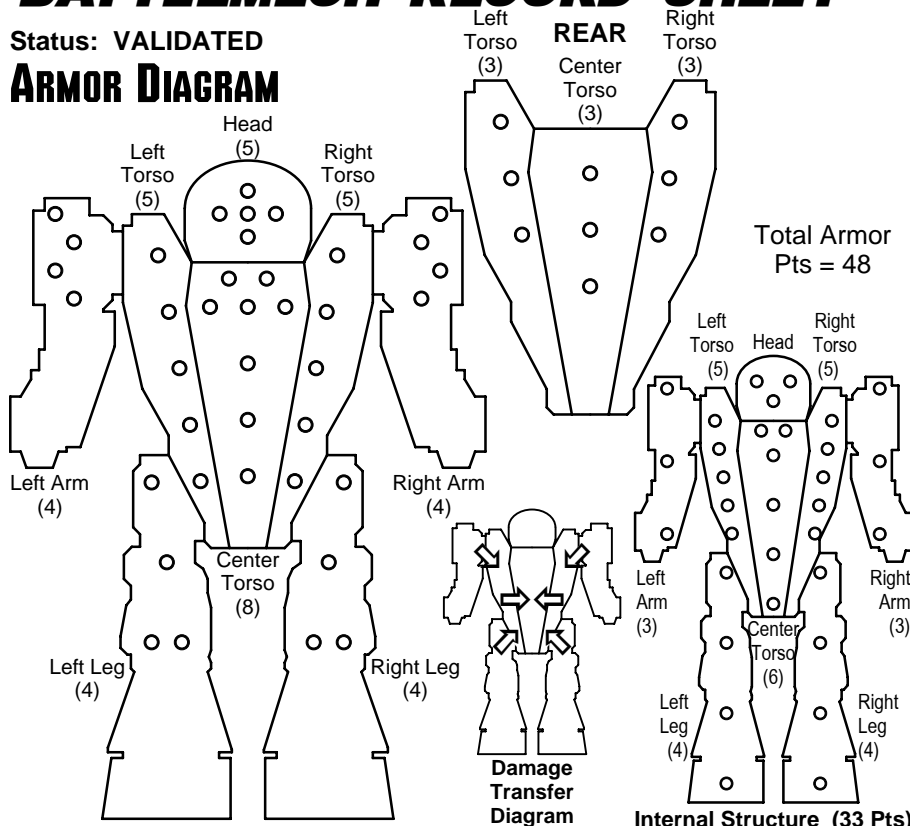 BATTLEMECH RECORD SHEET
Status: VALIDATED
ARMOR DIAGRAM
Left
Torso
(5)
Head
(5)
Right
Torso
(5)
Left Arm
(4)
Right Arm
(4)
Center
Torso
(8)
Left Leg
(4)
Right Leg
(4)
Left
Torso
(3)
REAR
Center
Torso
(3)
Right
Torso
(3)
Total Armor
Pts = 48
Damage
Transfer
Diagram
Left
Torso
(5)
Head
Right
Torso
(5)
Left
Arm
(3)
Right
Arm
(3)
Center
Torso
(6)
Left
Leg
(4)
Right
Leg
(4)
Internal Structure (33 Pts)